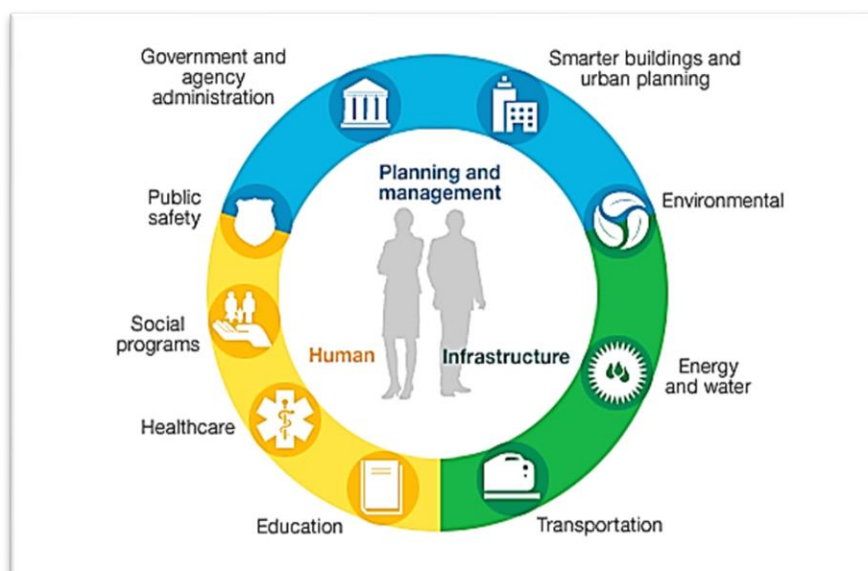 Government and
agency
administration
Smarter buildings and
urban planning
Planning and
management
Public
safety
Environmental
Social
programs
Human
Infrastructure
Energy
and water
Healthcare
Education
Transportation